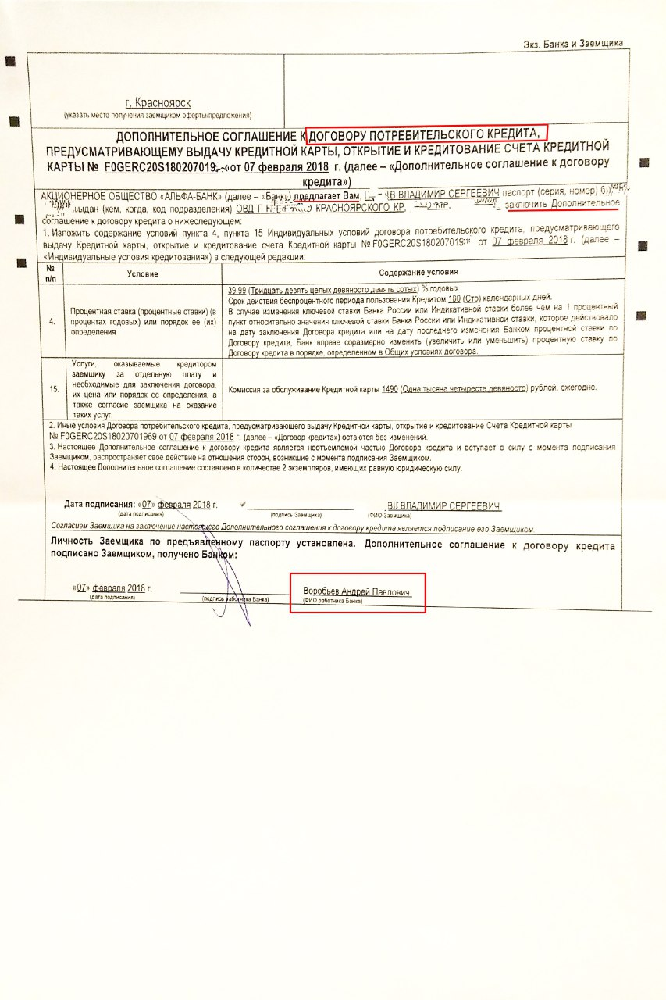 Экз. Банка и Заемщика
г. Красноярск
(указать место получения заемщиком оферты/предложения)
ДОПОЛНИТЕЛЬНОЕ СОГЛАШЕНИЕ К ДОГОВОРУ ПОТРЕБИТЕЛЬСКОГО КРЕДИТА,
ПРЕДУСМАТРИВАЮЩЕМУ ВЫДАЧУ КРЕДИТНОЙ КАРТЫ, ОТКРЫТИЕ И КРЕДИТОВАНИЕ СЧЕТА КРЕДИТНОЙ
КАРТЫ № F0GERC20S180207019 от 07 февраля 2018 г. (далее – «Дополнительное соглашение к договору
кредита»)
АКЦИОНЕРНОЕ ОБЩЕСТВО «АЛЬФА-БАНК» (далее – «Банк») предлагает Вам, В ВЛАДИМИР СЕРГЕЕВИЧ паспорт (серия, номер)
,выдан (кем, когда, код подразделения) ОВД Г КРАСНОЯРСКОГО КР, заключить Дополнительное
соглашение к договору кредита о нижеследующем:
1. Изложить содержание условий пункта 4, пункта 15 Индивидуальных условий договора потребительского кредита, предусматривающего
выдачу Кредитной карты, открытие и кредитование счета Кредитной карты № F0GERC20S180207019 от 07 февраля 2018 г. (далее –
«Индивидуальные условия кредитования») в следующей редакции:
№ п/п
Условие
Содержание условия
4.
Процентная ставка (процентные ставки) (в
процентах годовых) или порядок ее (их)
определения
39.99 (Тридцать девять целых девяносто девять сотых) % годовых
Срок действия беспроцентного периода пользования Кредитом 100 (Сто) календарных дней.
В случае изменения ключевой ставки Банка России или Индикативной ставки более чем на 1 процентный
пункт относительно значения ключевой ставки Банка России или Индикативной ставки, которое действовало
на дату заключения Договора кредита или на дату последнего изменения Банком процентной ставки по
Договору кредита, Банк вправе соразмерно изменить (увеличить или уменьшить) процентную ставку по
Договору кредита в порядке, определенном в Общих условиях договора.
15.
Услуги, оказываемые кредитором
заемщику за отдельную плату и
необходимые для заключения договора,
их цена или порядок ее определения, а
также согласие заемщика на оказание
таких услуг.
Комиссия за обслуживание Кредитной карты 1490 (Одна тысяча четыреста девяносто) рублей, ежегодно.
2. Иные условия Договора потребительского кредита, предусматривающего выдачу Кредитной карты, открытие и кредитование Счета Кредитной карты
№ F0GERC20S18020701969 от 07 февраля 2018 г. (далее – «Договор кредита») остаются без изменений.
3. Настоящее Дополнительное соглашение к договору кредита является неотъемлемой частью Договора кредита и вступает в силу с момента подписания
Заемщиком, распространяет свое действие на отношения сторон, возникшие с момента подписания Заемщиком.
4. Настоящее Дополнительное соглашение составлено в количестве 2 экземпляров, имеющих равную юридическую силу.
Дата подписания: «07» февраля 2018 г. ВЛАДИМИР СЕРГЕЕВИЧ
(дата подписания) (подпись Заемщика) (ФИО Заемщика)
Согласием Заемщика на заключение настоящего Дополнительного соглашения к договору кредита является подписание его Заемщиком.
Личность Заемщика по предъявленному паспорту установлена. Дополнительное соглашение к договору кредита
подписано Заемщиком, получено Банком:
«07» февраля 2018 г. Воробьев Андрей Павлович
(дата подписания) (подпись работника Банка) (ФИО работника Банка)